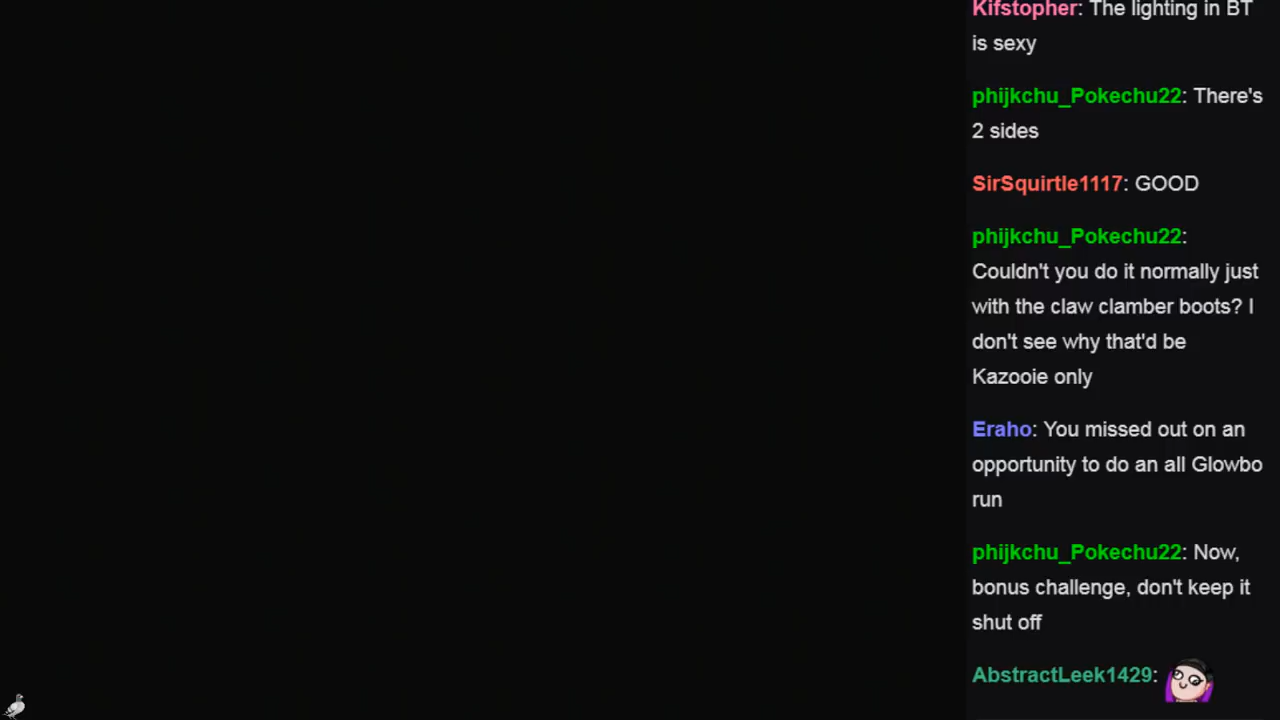 Kifstopher: The lighting in BT
is sexy
phijkchu_Pokechu22: There's
2 sides
SirSquirtle1117: GOOD
phijkchu_Pokechu22:
Couldn't you do it normally just
with the claw clamber boots? I
don't see why that'd be
Kazooie only
Eraho: You missed out on an
opportunity to do an all Glowbo
run
phijkchu_Pokechu22: Now,
bonus challenge, don't keep it
shut off
AbstractLeek1429: